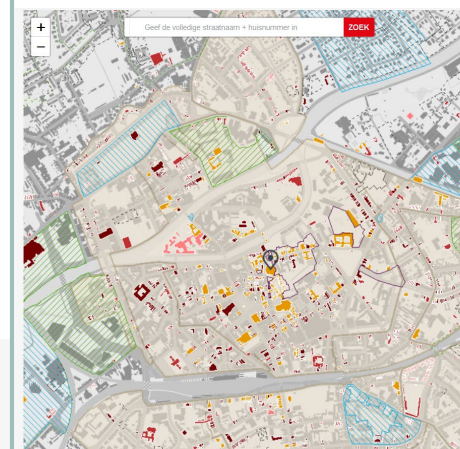 +
Geef de volledige straatnaam + huisnummer in
ZOEK
−